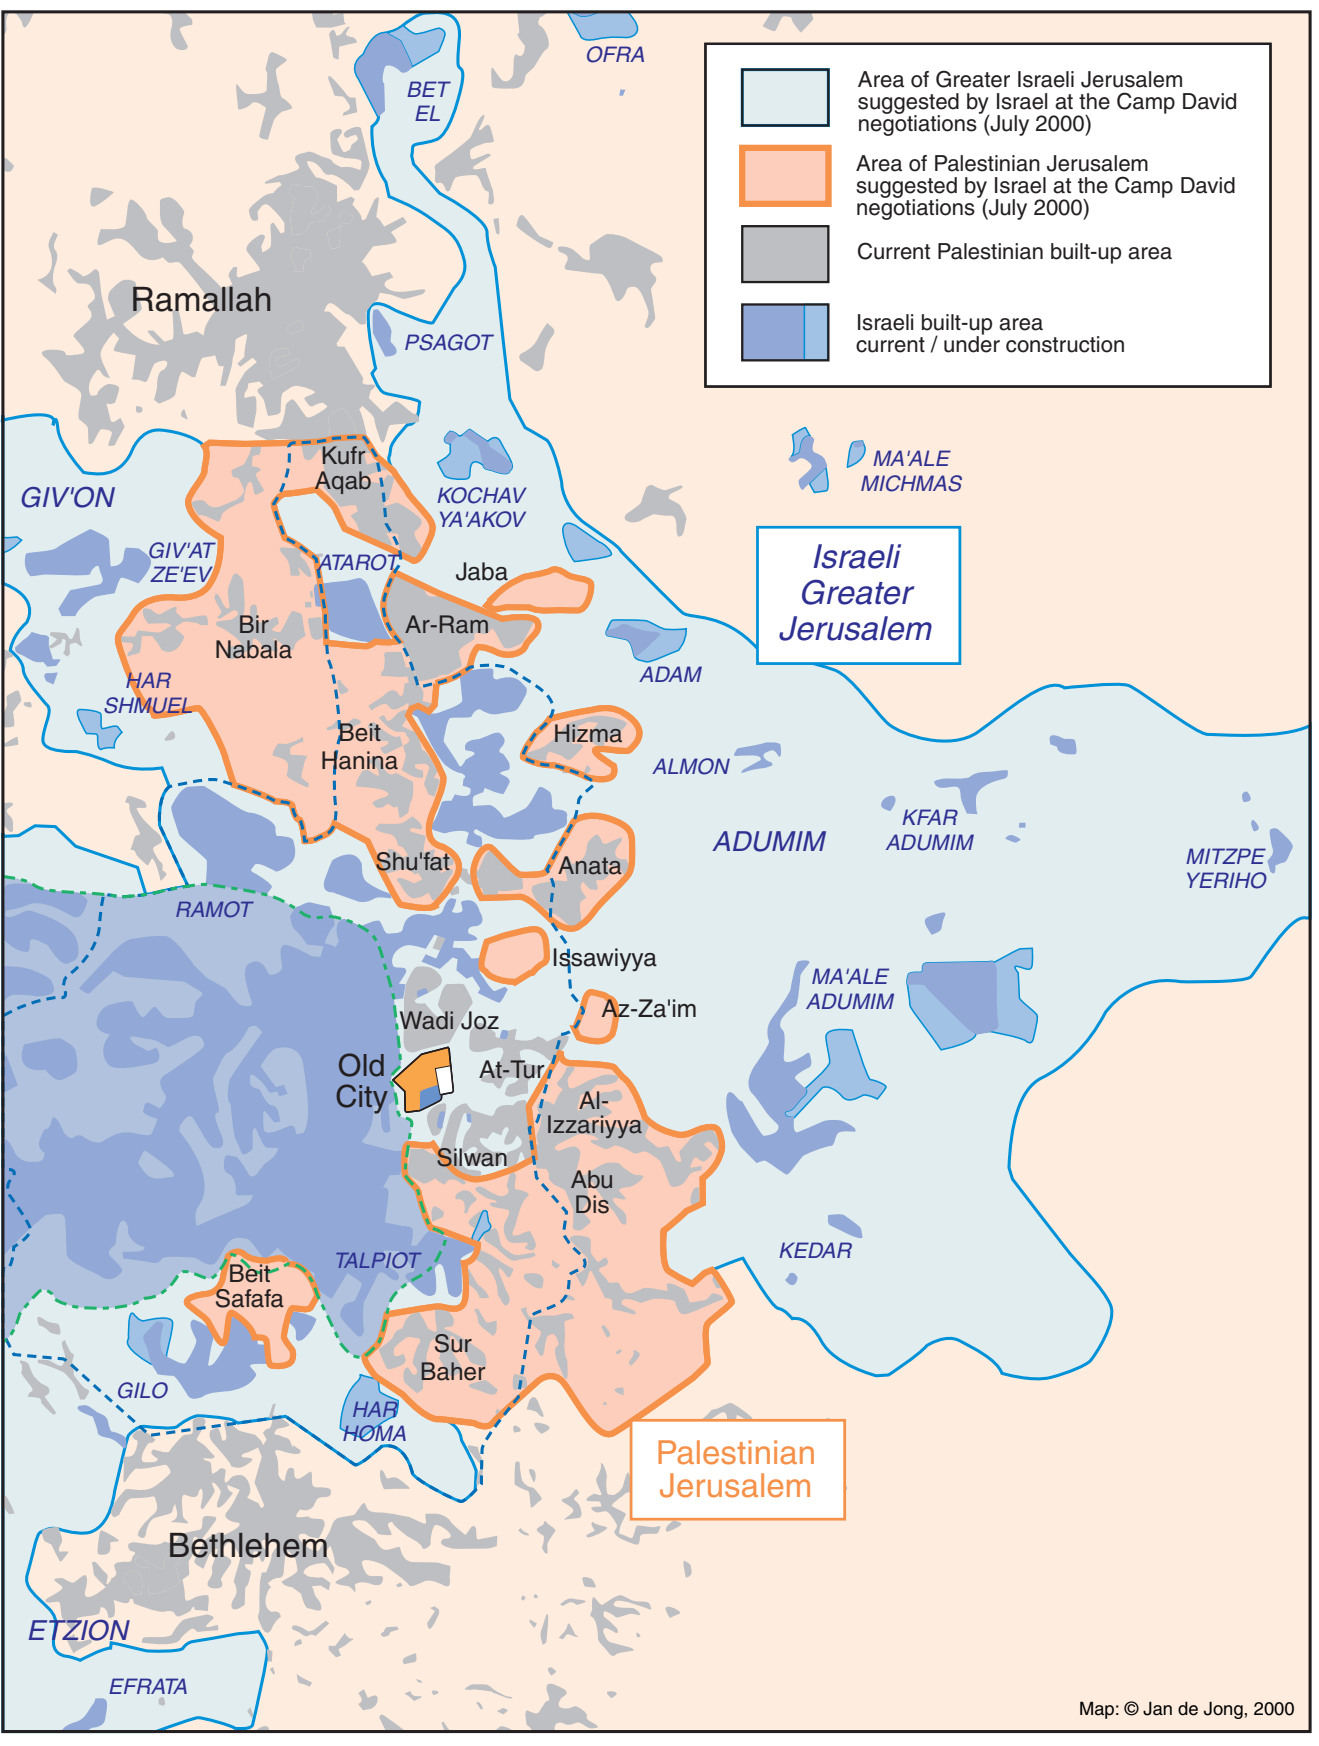 OFRA
BET
EL
Area of Greater Israeli Jerusalem
suggested by Israel at the Camp David
negotiations (July 2000)
Area of Palestinian Jerusalem
suggested by Israel at the Camp David
negotiations (July 2000)
Current Palestinian built-up area
Israeli built-up area
current / under construction
Ramallah
PSAGOT
Kufr
Aqab
MA'ALE
MICHMAS
GIV'ON
KOCHAV
YA'AKOV
GIV'AT
ZE'EV
ATAROT
Jaba
Israeli
Greater
Jerusalem
Bir
Nabala
Ar-Ram
ADAM
HAR
SHMUEL
Beit
Hanina
Hizma
ALMON
ADUMIM
KFAR
ADUMIM
MITZPE
YERIHO
Shu'fat
Anata
RAMOT
Issawiyya
MA'ALE
ADUMIM
Az-Za'im
Wadi Joz
Old
City
At-Tur
Al-
Izzariyya
Silwan
Abu
Dis
KEDAR
TALPIOT
Beit
Safafa
Sur
Baher
GILO
HAR
HOMA
Palestinian
Jerusalem
Bethlehem
ETZION
EFRATA
Map: © Jan de Jong, 2000